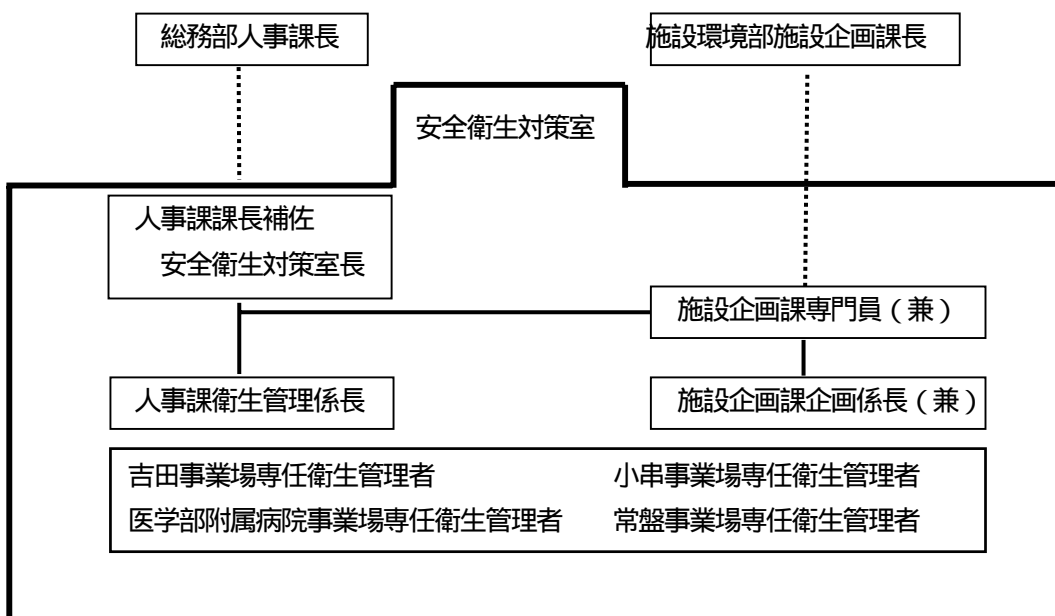 総務部人事課長
施設環境部施設企画課長
安全衛生対策室
人事課課長補佐
安全衛生対策室長
施設企画課専門員（兼）
人事課衛生管理係長
施設企画課企画係長（兼）
吉田事業場専任衛生管理者 小串事業場専任衛生管理者
医学部附属病院事業場専任衛生管理者 常盤事業場専任衛生管理者